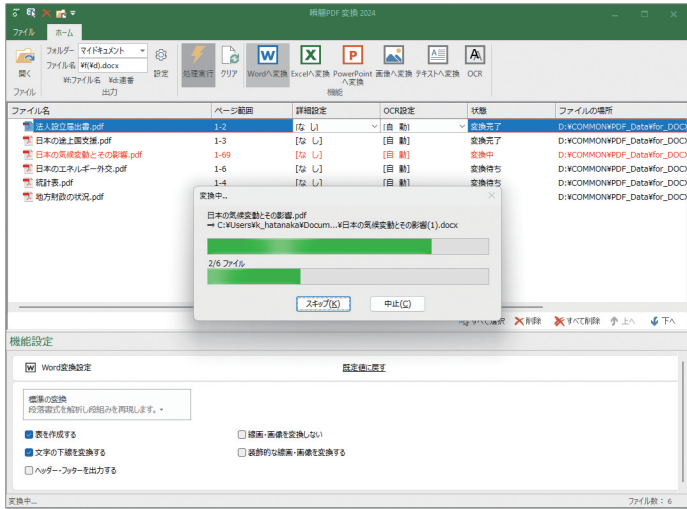 瞬簡PDF 変換 2024
ファイル ホーム
フォルダー マイドキュメント
ファイル名 ¥f(¥d).docx
¥f:ファイル名 ¥d:連番
開く 設定 処理実行 クリア Wordへ変換 Excelへ変換 PowerPointへ変換 画像へ変換 テキストへ変換 OCR
ファイル 出力 機能
ファイル名 ページ範囲 詳細設定 OCR設定 状態 ファイルの場所
法人設立届出書.pdf 1-2 [な し] [自 動] 変換完了 D:¥COMMON¥PDF_Data¥for_DOCX
日本の途上国支援.pdf 1-3 [な し] [自 動] 変換完了 D:¥COMMON¥PDF_Data¥for_DOCX
日本の気候変動とその影響.pdf 1-69 [な し] [自 動] 変換中 D:¥COMMON¥PDF_Data¥for_DOCX
日本のエネルギー外交.pdf 1-6 [な し] [自 動] 変換待ち D:¥COMMON¥PDF_Data¥for_DOCX
統計表.pdf 1-4 [な し] [自 動] 変換待ち D:¥COMMON¥PDF_Data¥for_DOCX
地方財政の状況.pdf 変換待ち D:¥COMMON¥PDF_Data¥for_DOCX
変換中...
日本の気候変動とその影響.pdf
→ C:¥Users¥k_hatanaka¥Docum...¥日本の気候変動とその影響(1).docx
2/6 ファイル
スキップ(K) 中止(C)
すべて選択 削除 すべて削除 上へ 下へ
機能設定
Word変換設定 既定値に戻す
標準の変換
段落書式を解析し段組みを再現します。
表を作成する 線画・画像を変換しない
文字の下線を変換する 装飾的な線画・画像を変換する
ヘッダー・フッターを出力する
変換中... ファイル数: 6